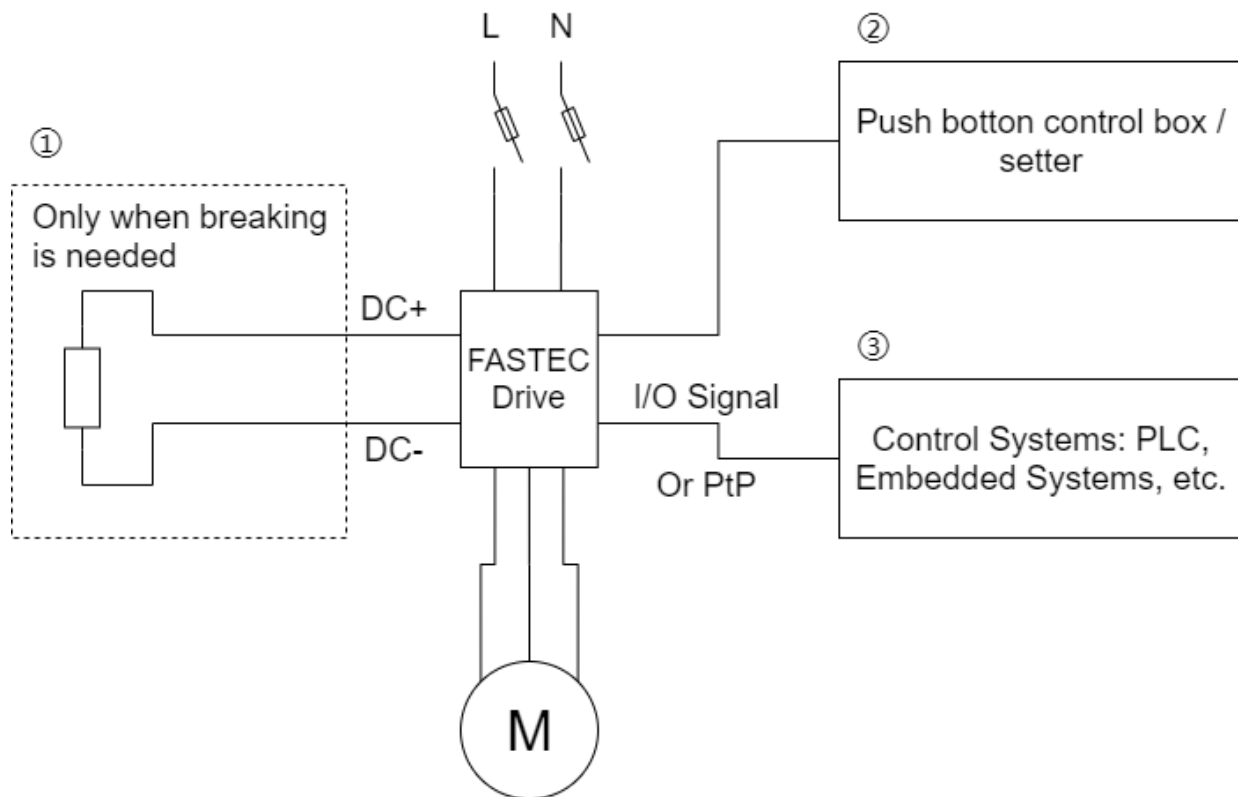 L N
②
Push botton control box /
setter
①
Only when breaking
is needed
DC+
FASTEC
Drive
DC-
I/O Signal
Or PtP
③
Control Systems: PLC,
Embedded Systems, etc.
M